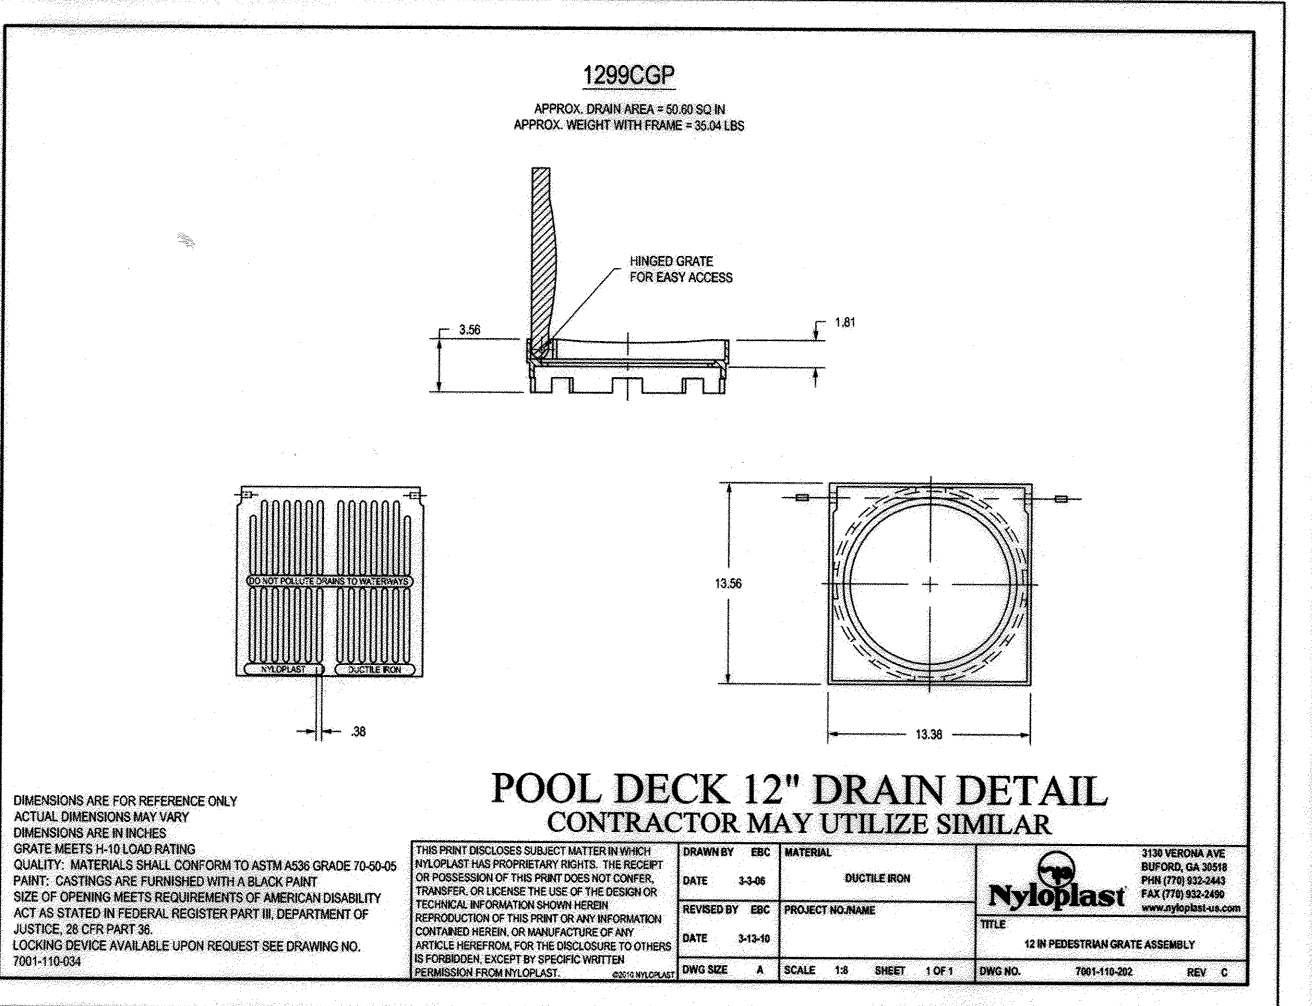 1299CGP
APPROX. DRAIN AREA = 50.60 SQ IN
APPROX. WEIGHT WITH FRAME = 35.04 LBS
HINGED GRATE
FOR EASY ACCESS
3.56
1.81
DO NOT POLLUTE DRAINS TO WATERWAYS
NYLOPLAST
DUCTILE IRON
.38
13.56
13.38
POOL DECK 12" DRAIN DETAIL
CONTRACTOR MAY UTILIZE SIMILAR
DIMENSIONS ARE FOR REFERENCE ONLY
ACTUAL DIMENSIONS MAY VARY
DIMENSIONS ARE IN INCHES
GRATE MEETS H-10 LOAD RATING
QUALITY: MATERIALS SHALL CONFORM TO ASTM A536 GRADE 70-50-05
PAINT: CASTINGS ARE FURNISHED WITH A BLACK PAINT
SIZE OF OPENING MEETS REQUIREMENTS OF AMERICAN DISABILITY
ACT AS STATED IN FEDERAL REGISTER PART III, DEPARTMENT OF
JUSTICE, 28 CFR PART 36.
LOCKING DEVICE AVAILABLE UPON REQUEST SEE DRAWING NO.
7001-110-034
THIS PRINT DISCLOSES SUBJECT MATTER IN WHICH
NYLOPLAST HAS PROPRIETARY RIGHTS. THE RECEIPT
OR POSSESSION OF THIS PRINT DOES NOT CONFER,
TRANSFER, OR LICENSE THE USE OF THE DESIGN OR
TECHNICAL INFORMATION SHOWN HEREIN
REPRODUCTION OF THIS PRINT OR ANY INFORMATION
CONTAINED HEREIN, OR MANUFACTURE OF ANY
ARTICLE HEREFROM, FOR THE DISCLOSURE TO OTHERS
IS FORBIDDEN, EXCEPT BY SPECIFIC WRITTEN
PERMISSION FROM NYLOPLAST.
©2010 NYLOPLAST
DRAWN BY EBC
DATE 3-3-06
REVISED BY EBC
DATE 3-13-10
DWG SIZE A
MATERIAL
DUCTILE IRON
PROJECT NO./NAME
SCALE 1:8 SHEET 1 OF 1
Nyloplast
3130 VERONA AVE
BUFORD, GA 30518
PHN (770) 932-2443
FAX (770) 932-2490
www.nyloplast-us.com
TITLE
12 IN PEDESTRIAN GRATE ASSEMBLY
DWG NO. 7001-110-202 REV C